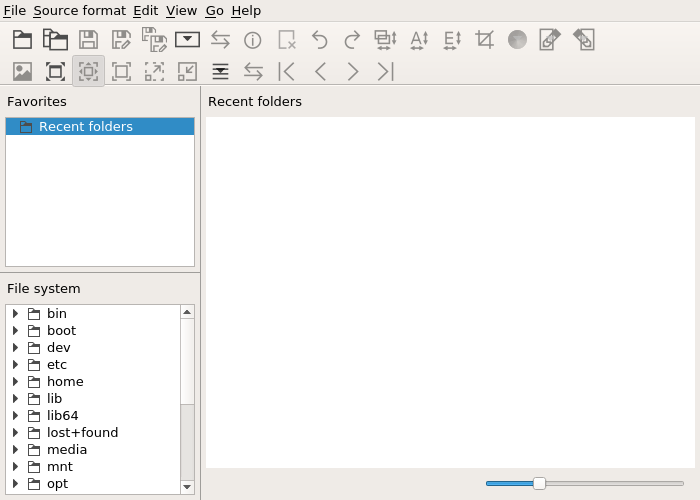 File Source format Edit View Go Help
Favorites
Recent folders
Recent folders
File system
bin
boot
dev
etc
home
lib
lib64
lost+found
media
mnt
opt